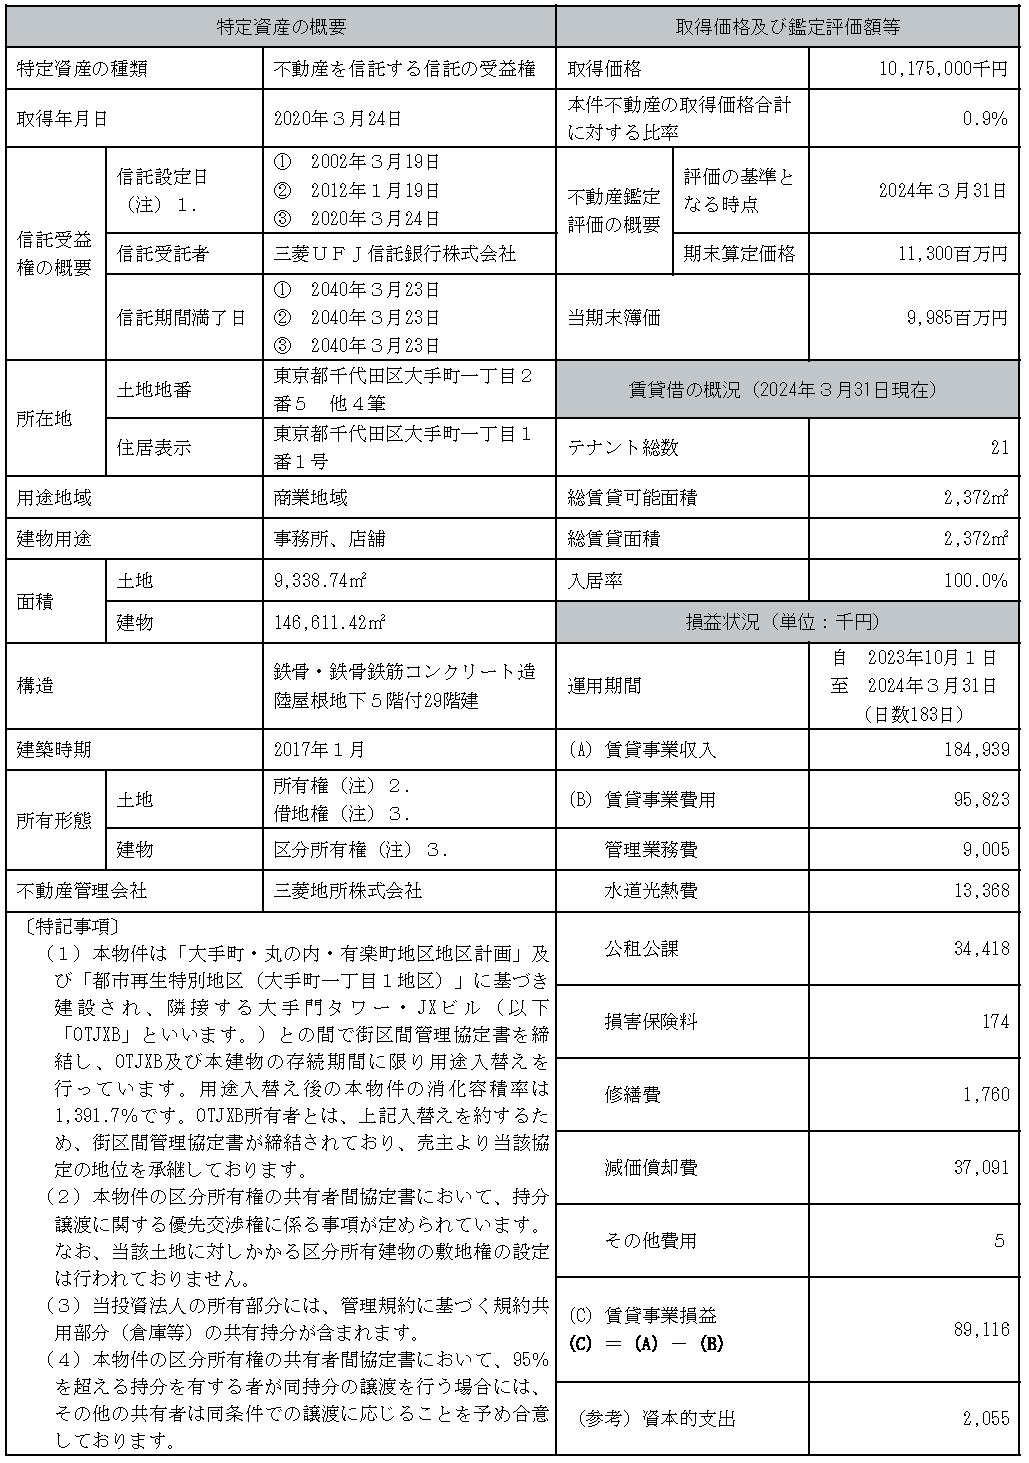 特定資産の概要
特定資産の種類
不動産を信託する信託の受益権
取得年月日
2020年３月24日
信託受益
権の概要
信託設定日
（注）１.
①　2002年３月19日
②　2012年１月19日
③　2020年３月24日
信託受託者
三菱ＵＦＪ信託銀行株式会社
信託期間満了日
①　2040年３月23日
②　2040年３月23日
③　2040年３月23日
所在地
土地地番
東京都千代田区大手町一丁目２
番５　他４筆
住居表示
東京都千代田区大手町一丁目１
番１号
用途地域
商業地域
建物用途
事務所、店舗
面積
土地
9,338.74㎡
建物
146,611.42㎡
構造
鉄骨・鉄骨鉄筋コンクリート造
陸屋根地下５階付29階建
建築時期
2017年１月
所有形態
土地
所有権（注）２.
借地権（注）３.
建物
区分所有権（注）３.
不動産管理会社
三菱地所株式会社
〔特記事項〕
（１）本物件は「大手町・丸の内・有楽町地区地区計画」及
び「都市再生特別地区（大手町一丁目１地区）」に基づき
建設され、隣接する大手門タワー・JXビル（以下
「OTJXB」といいます。）との間で街区間管理協定書を締
結し、OTJXB及び本建物の存続期間に限り用途入替えを
行っています。用途入替え後の本物件の消化容積率は
1,391.7％です。OTJXB所有者とは、上記入替えを約するた
め、街区間管理協定書が締結されており、売主より当該協
定の地位を承継しております。
（２）本物件の区分所有権の共有者間協定書において、持分
譲渡に関する優先交渉権に係る事項が定められています。
なお、当該土地に対しかかる区分所有建物の敷地権の設定
は行われておりません。
（３）当投資法人の所有部分には、管理規約に基づく規約共
用部分（倉庫等）の共有持分が含まれます。
（４）本物件の区分所有権の共有者間協定書において、95％
を超える持分を有する者が同持分の譲渡を行う場合には、
その他の共有者は同条件での譲渡に応じることを予め合意
しております。
取得価格及び鑑定評価額等
取得価格
10,175,000千円
本件不動産の取得価格合計
に対する比率
0.9％
不動産鑑定
評価の概要
評価の基準と
なる時点
2024年３月31日
期末算定価格
11,300百万円
当期末簿価
9,985百万円
賃貸借の概況（2024年３月31日現在）
テナント総数
21
総賃貸可能面積
2,372㎡
総賃貸面積
2,372㎡
入居率
100.0％
損益状況（単位：千円）
運用期間
自　2023年10月１日
至　2024年３月31日
（日数183日）
(A) 賃貸事業収入
184,939
(B) 賃貸事業費用
95,823
管理業務費
9,005
水道光熱費
13,368
公租公課
34,418
損害保険料
174
修繕費
1,760
減価償却費
37,091
その他費用
５
(C) 賃貸事業損益
(C) ＝ (A) － (B)
89,116
（参考）資本的支出
2,055